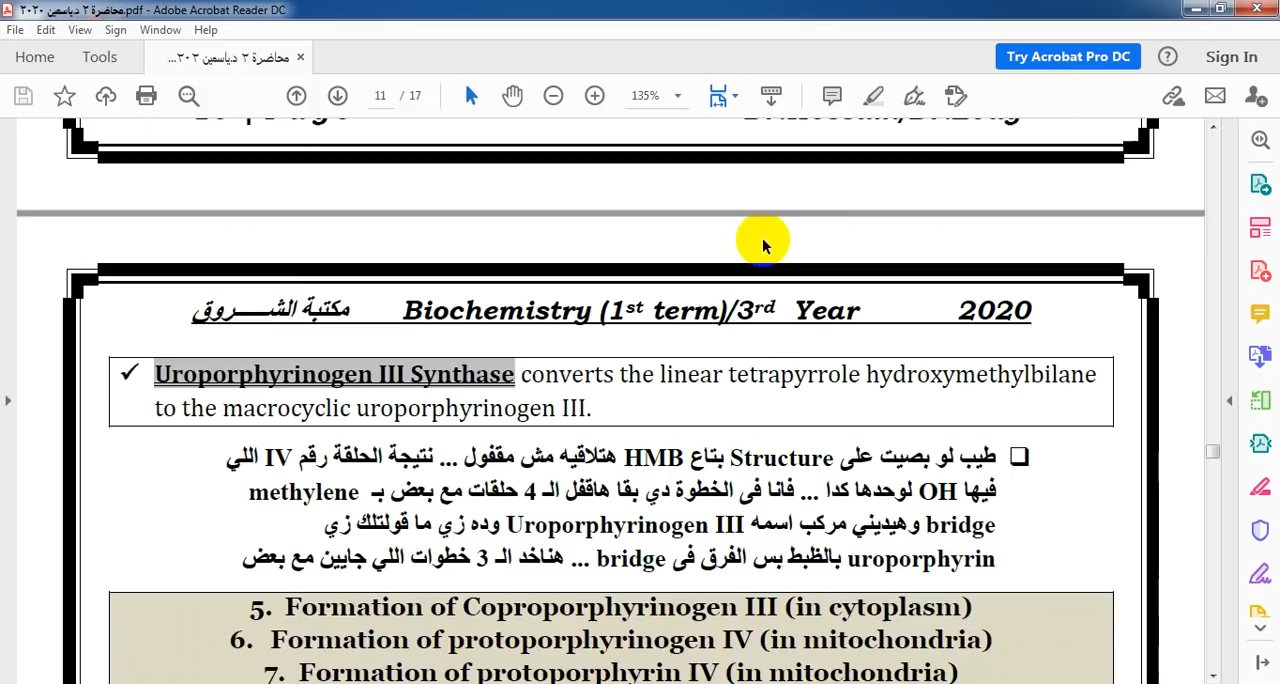 محاضرة ٢ د.ياسمين ٢٠٢٠.pdf - Adobe Acrobat Reader DC
File Edit View Sign Window Help
Home Tools محاضرة ٢ د.ياسمين ٢٠٢... × Try Acrobat Pro DC Sign In
11 / 17 135%
مكتبة الشـــروق Biochemistry (1st term)/3rd Year 2020
✓ Uroporphyrinogen III Synthase converts the linear tetrapyrrole hydroxymethylbilane
to the macrocyclic uroporphyrinogen III.
❑ طيب لو بصيت على Structure بتاع HMB هتلاقيه مش مقفول ... نتيجة الحلقة رقم IV اللي
فيها OH لوحدها كدا ... فانا فى الخطوة دي بقا هاقفل الـ 4 حلقات مع بعض بـ methylene
bridge وهيديني مركب اسمه Uroporphyrinogen III وده زي ما قولتلك زي
uroporphyrin بالظبط بس الفرق فى bridge ... هناخد الـ 3 خطوات اللي جايين مع بعض
5. Formation of Coproporphyrinogen III (in cytoplasm)
6. Formation of protoporphyrinogen IV (in mitochondria)
7. Formation of protoporphyrin IV (in mitochondria)